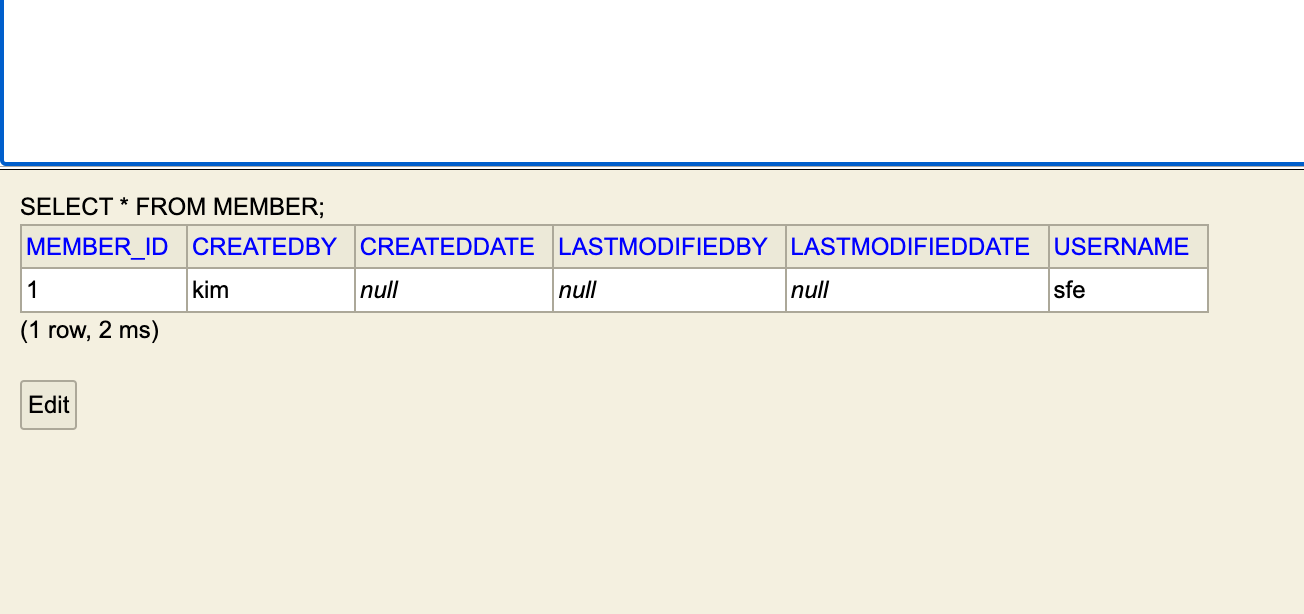 SELECT * FROM MEMBER;
MEMBER_ID CREATEDBY CREATEDDATE LASTMODIFIEDBY LASTMODIFIEDDATE USERNAME
1 kim null null null sfe
(1 row, 2 ms)
Edit